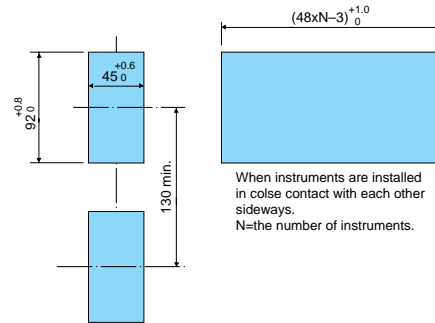 (48xN–3) +1.0 0
45 +0.6 0
92 +0.8 0
130 min.
When instruments are installed
in colse contact with each other
sideways.
N=the number of instruments.